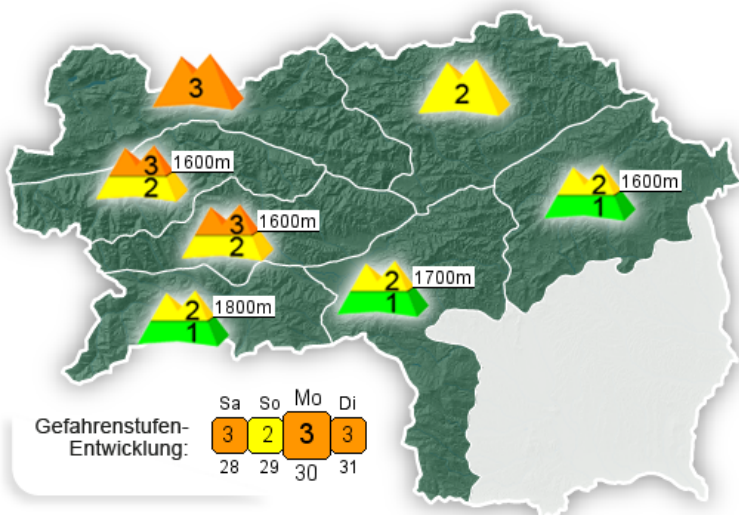 3
2
3 1600m
2
2 1600m
1
3 1600m
2
2 1700m
1
2 1800m
1
Gefahrenstufen-
Entwicklung:
Sa So Mo Di
3 2 3 3
28 29 30 31